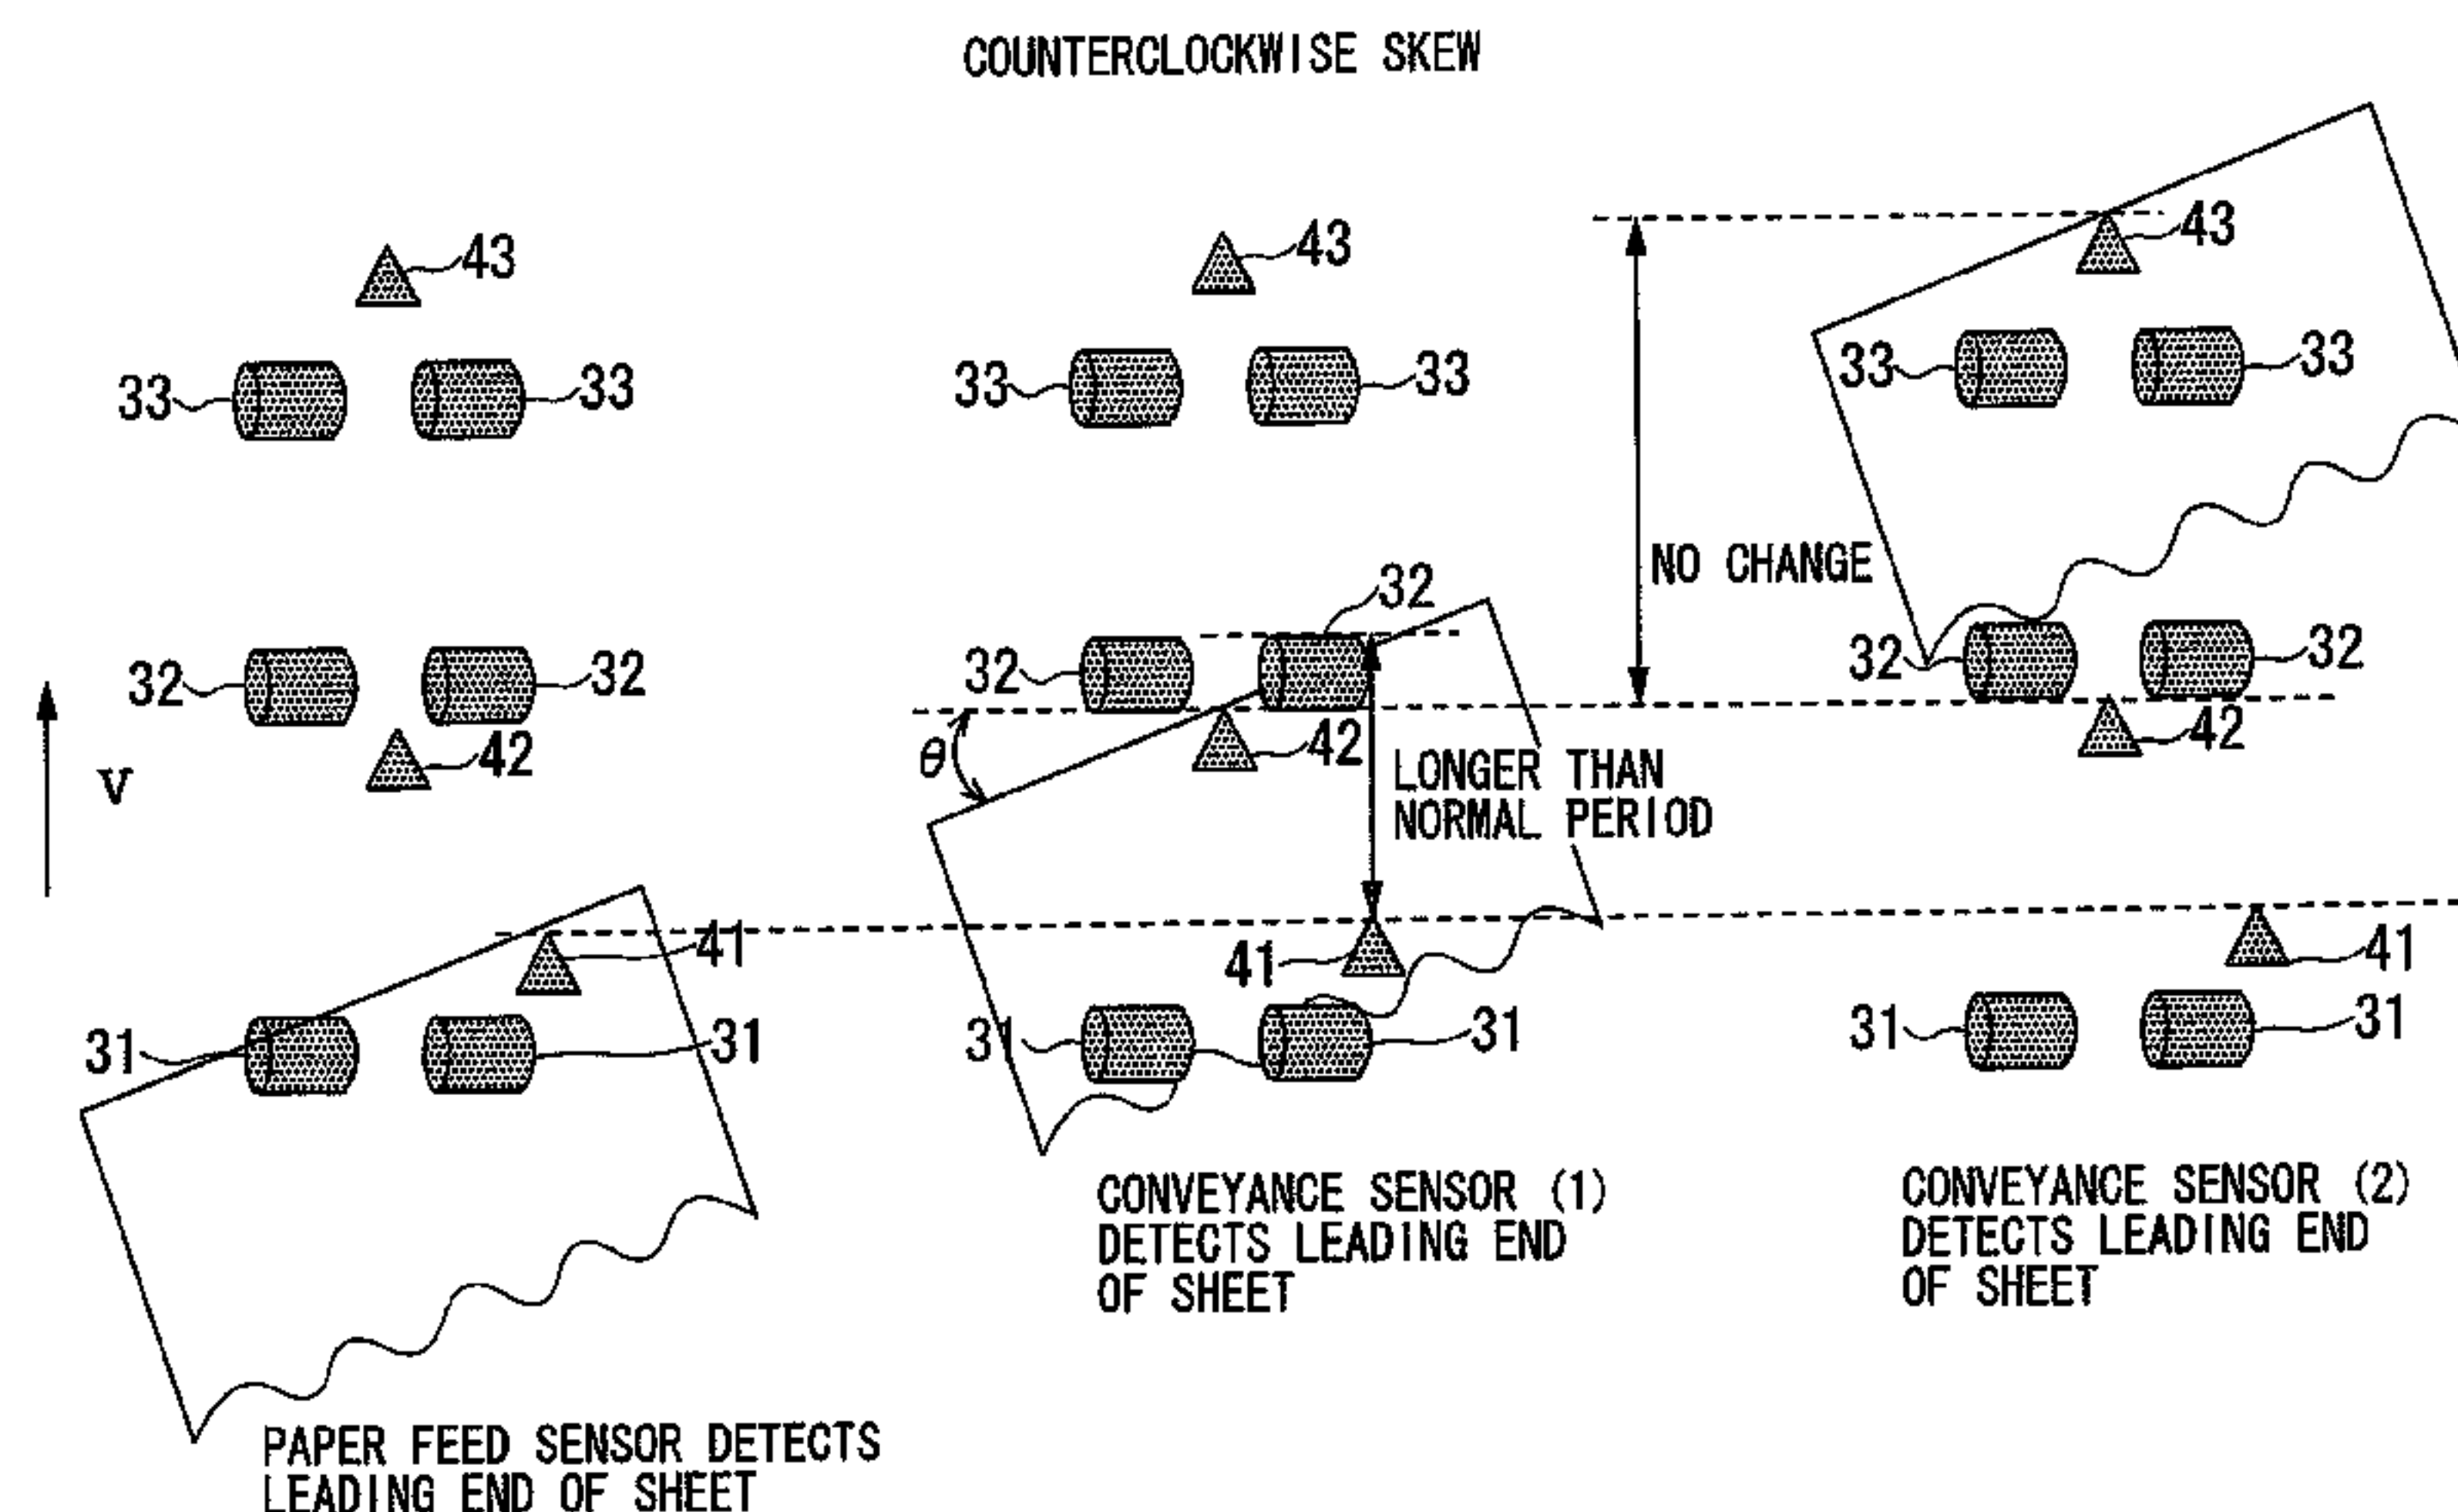 COUNTERCLOCKWISE SKEW
43
33
33
32
32
42
V
41
31
31
PAPER FEED SENSOR DETECTS
LEADING END OF SHEET
43
33
33
32
32
θ
42
LONGER THAN
NORMAL PERIOD
41
31
31
CONVEYANCE SENSOR (1)
DETECTS LEADING END
OF SHEET
43
33
33
NO CHANGE
32
32
42
41
31
31
CONVEYANCE SENSOR (2)
DETECTS LEADING END
OF SHEET